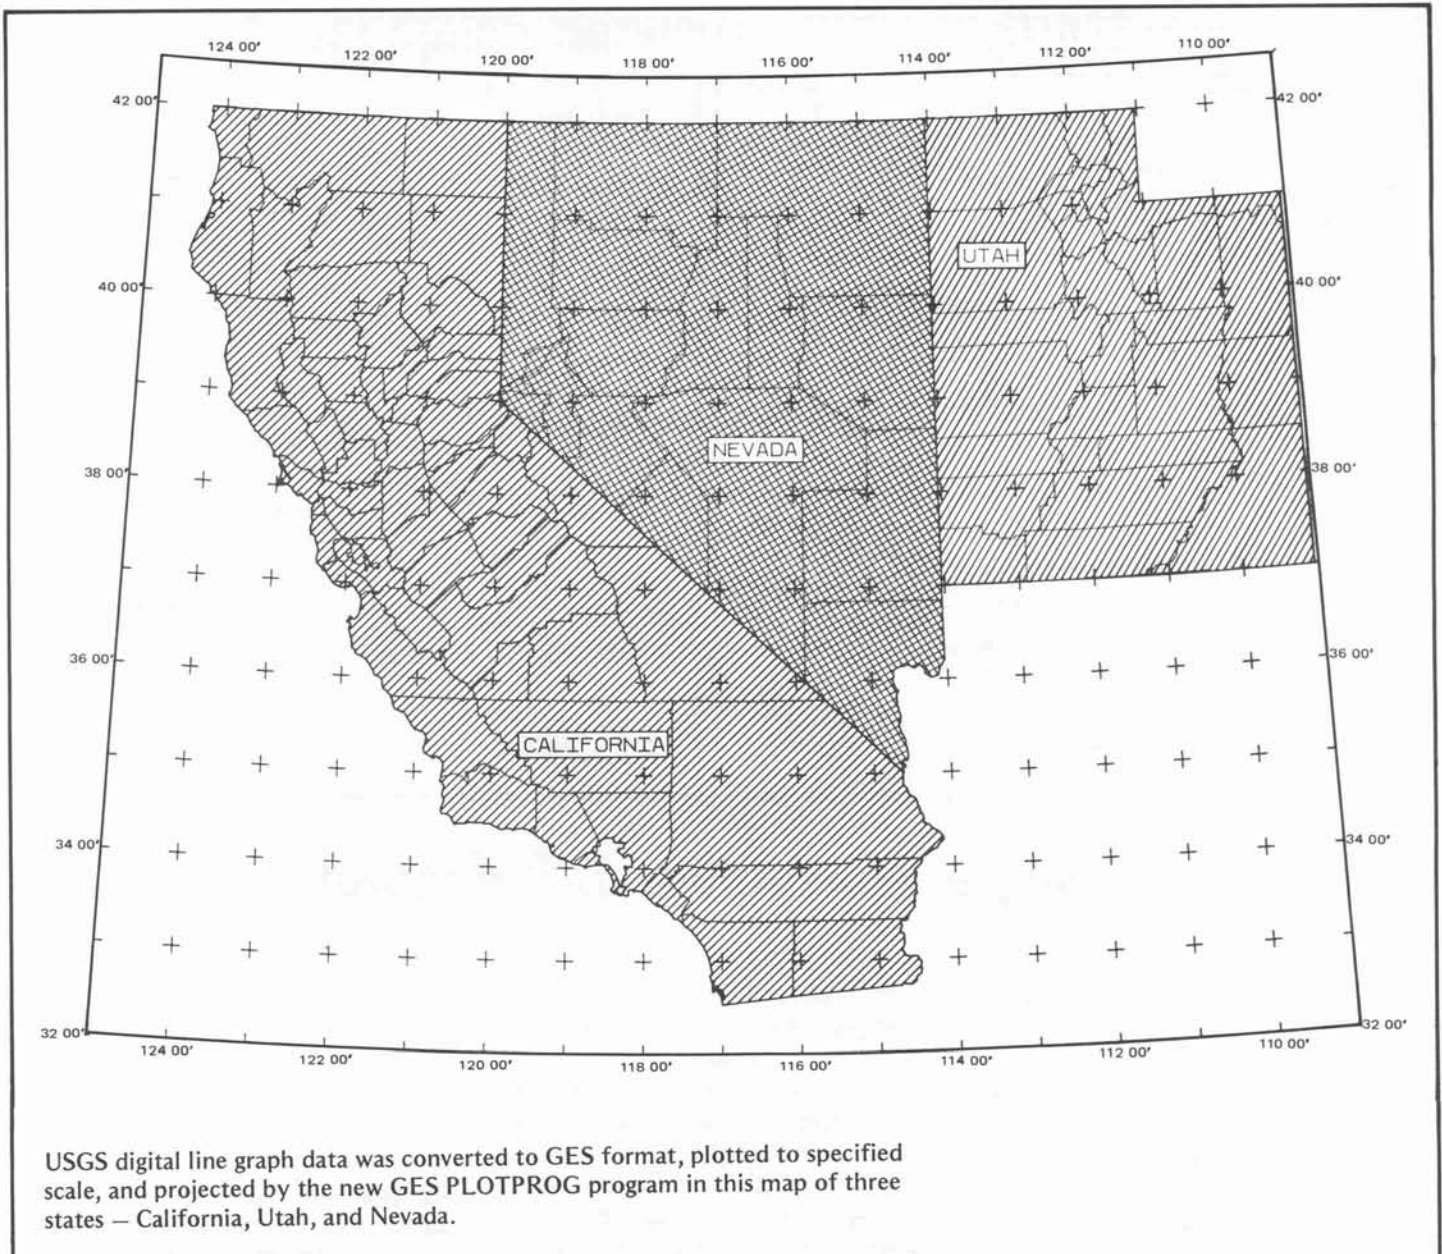 124 00' 122 00' 120 00' 118 00' 116 00' 114 00' 112 00' 110 00'
42 00' 42 00'
UTAH
40 00' 40 00'
NEVADA
38 00' 38 00'
36 00' 36 00'
CALIFORNIA
34 00' 34 00'
32 00' 32 00'
124 00' 122 00' 120 00' 118 00' 116 00' 114 00' 112 00' 110 00'
USGS digital line graph data was converted to GES format, plotted to specified
scale, and projected by the new GES PLOTPROG program in this map of three
states — California, Utah, and Nevada.